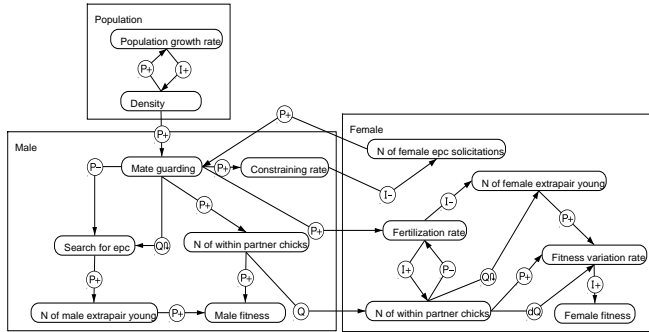 Population
Population growth rate
P+
I+
Density
P+
Male
Female
P+
N of female epc solicitations
P-
Mate guarding
P+
Constraining rate
I-
I-
N of female extrapair young
P+
P+
P+
Search for epc
N of within partner chicks
Fertilization rate
P+
P+
I+
P-
P+
Fitness variation rate
I+
N of male extrapair young
P+
Male fitness
Q
N of within partner chicks
dQ
Female fitness